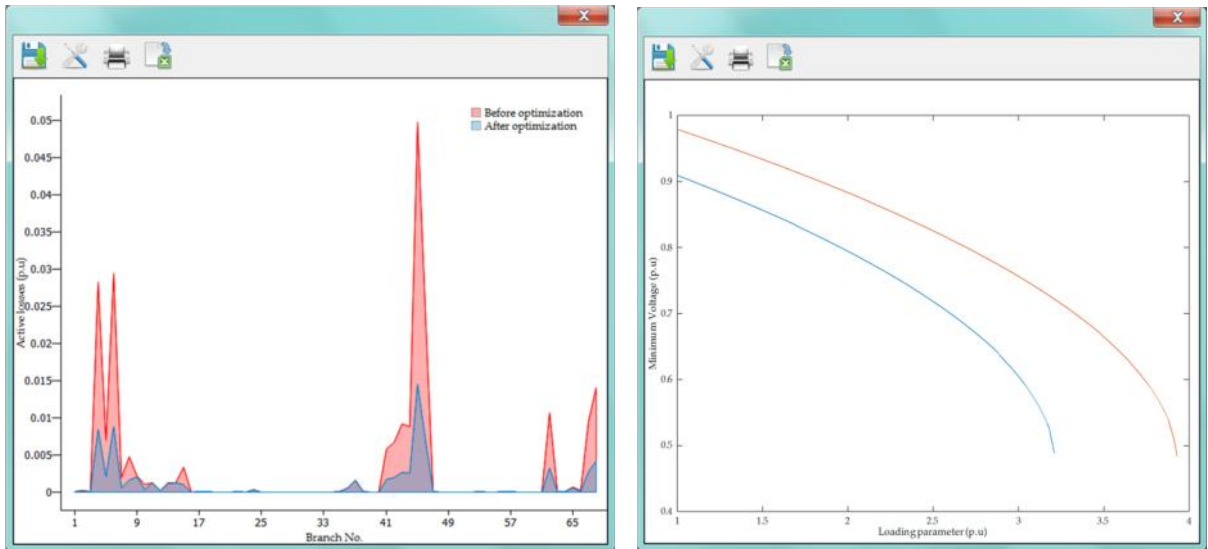 X
Before optimization
After optimization
0.05
0.045
0.04
0.035
0.03
0.025
0.02
0.015
0.01
0.005
0
Active losses (p.u)
1 9 17 25 33 41 49 57 65
Branch No.
X
1
0.9
0.8
0.7
0.6
0.5
0.4
Minimum Voltage (p.u)
1 1.5 2 2.5 3 3.5 4
Loading parameter (p.u)